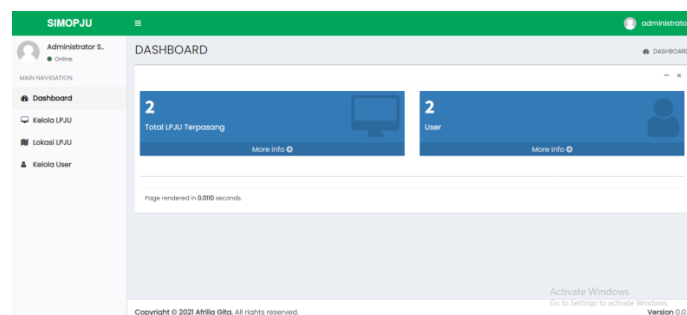 SIMOPJU
administrato
Administrator S..
Online
MAIN NAVIGATION
Dashboard
Kelola LPJU
Lokasi LPJU
Kelola User
DASHBOARD
DASHBOARD
2
Total LPJU Terpasang
More info
2
User
More info
Page rendered in 0.0110 seconds.
Activate Windows
Go to Settings to activate Windows.
Copyright © 2021 Afrilia Gita. All rights reserved.
Version 0.0.